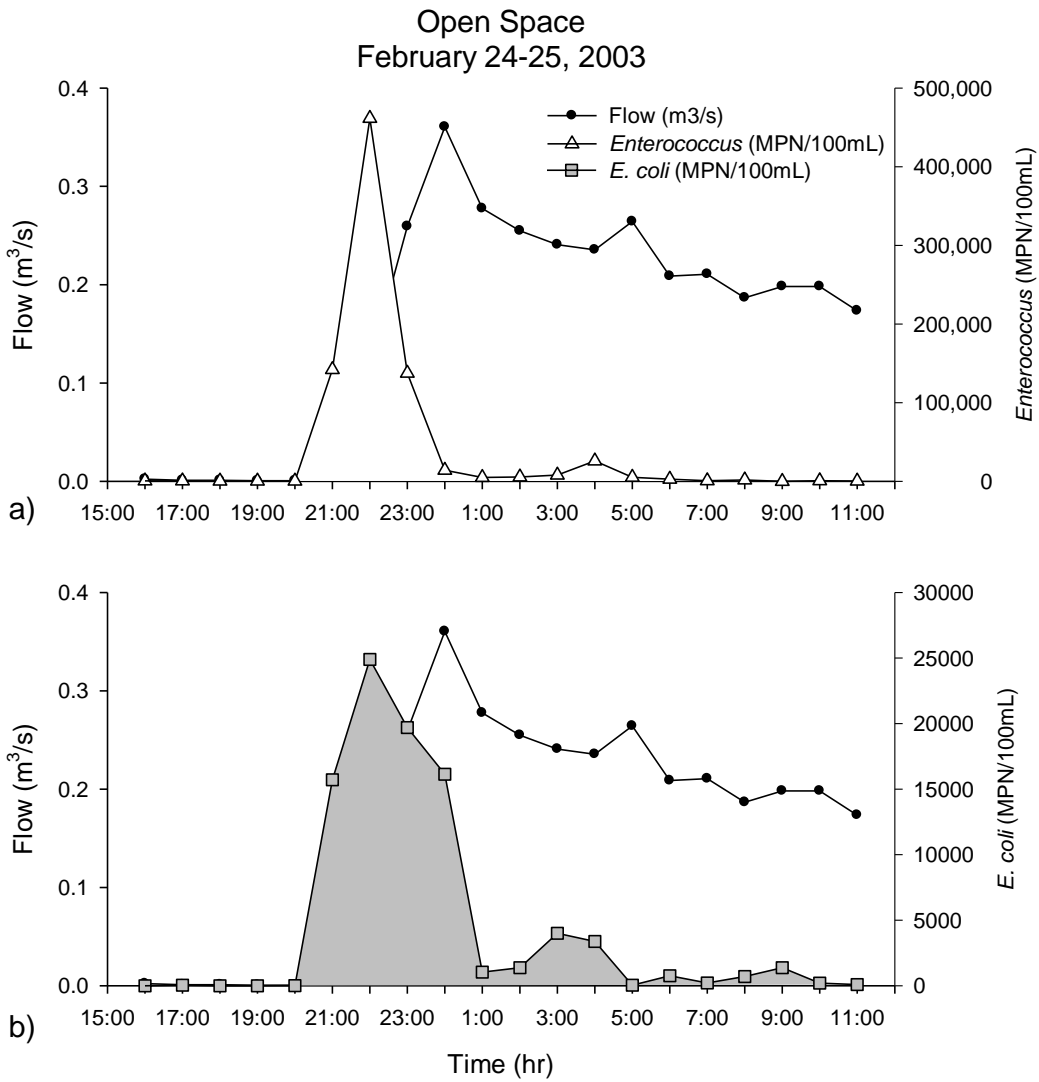 Open Space
February 24-25, 2003
Flow (m3/s)
Enterococcus (MPN/100mL)
E. coli (MPN/100mL)
0.4
0.3
0.2
0.1
0.0
Flow (m³/s)
500,000
400,000
300,000
200,000
100,000
0
Enterococcus (MPN/100mL)
a)
15:00 17:00 19:00 21:00 23:00 1:00 3:00 5:00 7:00 9:00 11:00
0.4
0.3
0.2
0.1
0.0
Flow (m³/s)
30000
25000
20000
15000
10000
5000
0
E. coli (MPN/100mL)
b)
15:00 17:00 19:00 21:00 23:00 1:00 3:00 5:00 7:00 9:00 11:00
Time (hr)